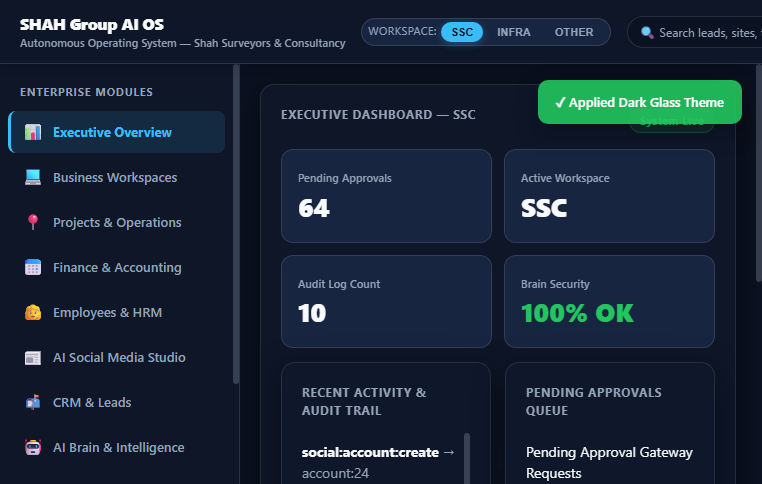 SHAH Group AI OS
Autonomous Operating System — Shah Surveyors & Consultancy
WORKSPACE: SSC INFRA OTHER
Search leads, sites,
ENTERPRISE MODULES
Executive Overview
Business Workspaces
Projects & Operations
Finance & Accounting
Employees & HRM
AI Social Media Studio
CRM & Leads
AI Brain & Intelligence
EXECUTIVE DASHBOARD — SSC
✓ Applied Dark Glass Theme
System Live
Pending Approvals
64
Active Workspace
SSC
Audit Log Count
10
Brain Security
100% OK
RECENT ACTIVITY &
AUDIT TRAIL
social:account:create →
account:24
PENDING APPROVALS
QUEUE
Pending Approval Gateway
Requests